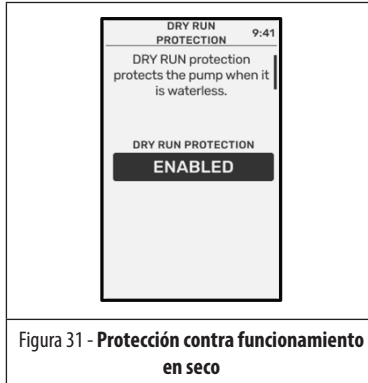 DRY RUN
PROTECTION
9:41
DRY RUN protection
protects the pump when it
is waterless.
DRY RUN PROTECTION
ENABLED
Figura 31 - Protección contra funcionamiento
en seco